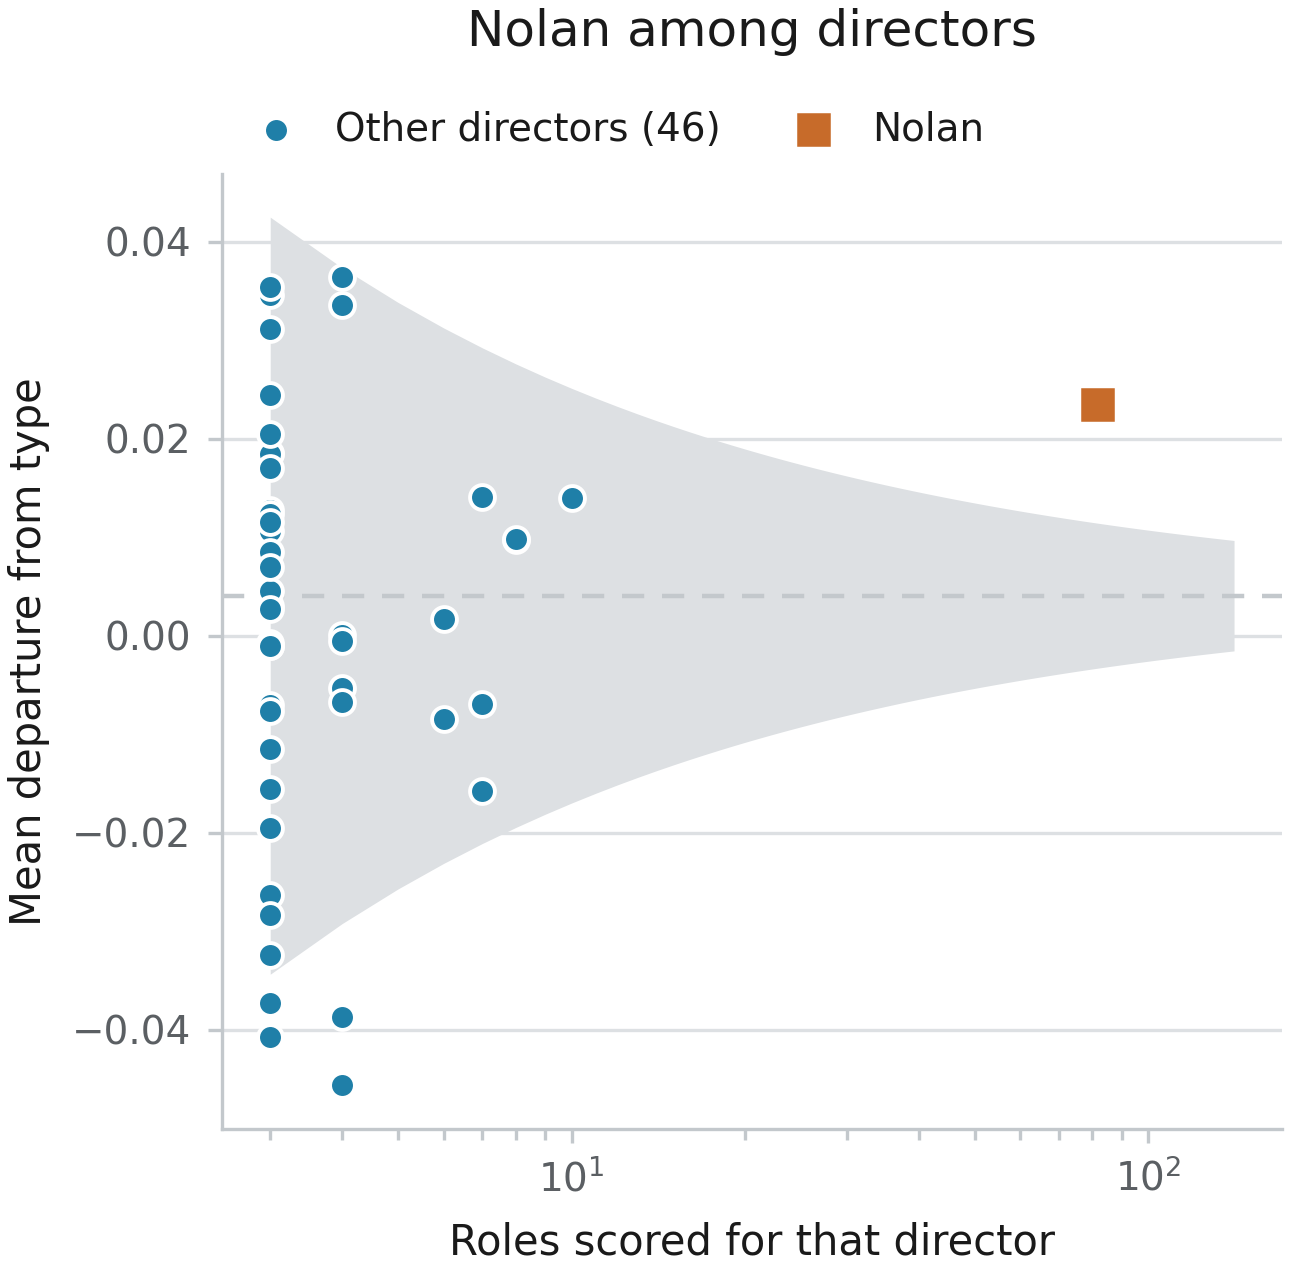 Nolan among directors
Other directors (46)
Nolan
0.04
0.02
0.00
−0.02
−0.04
Mean departure from type
10¹
10²
Roles scored for that director